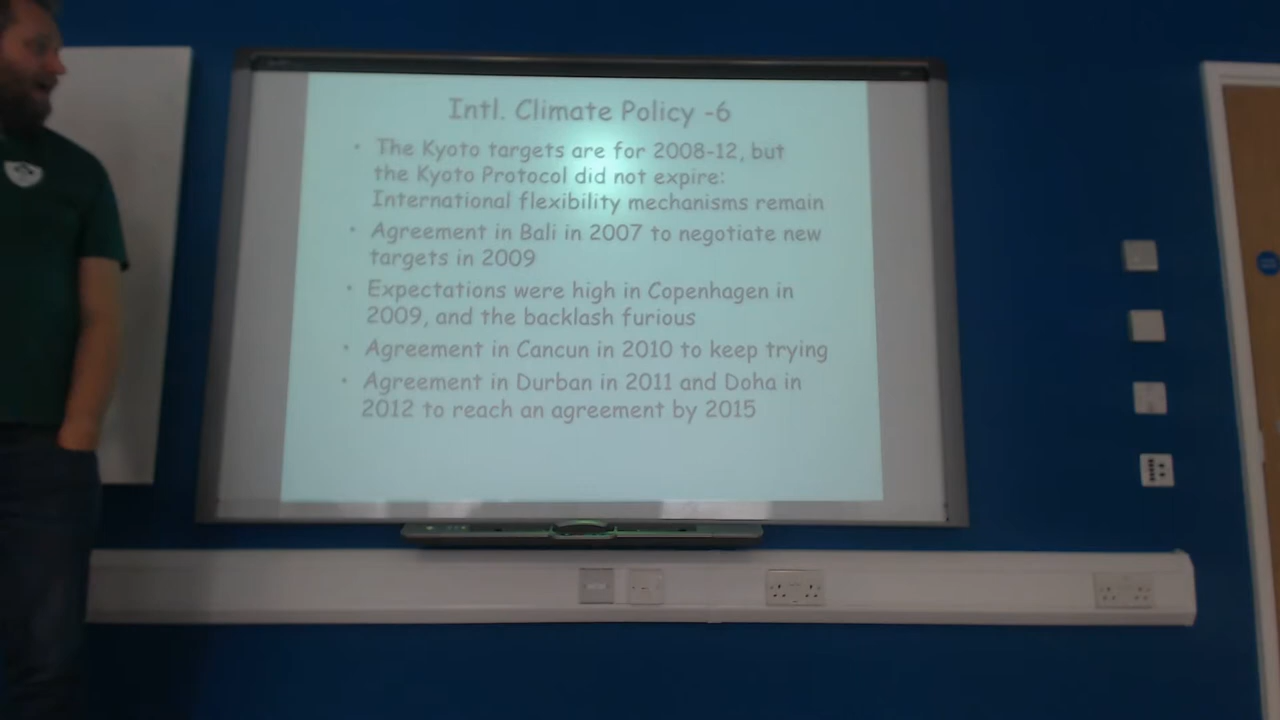 Intl. Climate Policy -6
• The Kyoto targets are for 2008-12, but
the Kyoto Protocol did not expire:
International flexibility mechanisms remain
• Agreement in Bali in 2007 to negotiate new
targets in 2009
• Expectations were high in Copenhagen in
2009, and the backlash furious
• Agreement in Cancun in 2010 to keep trying
• Agreement in Durban in 2011 and Doha in
2012 to reach an agreement by 2015